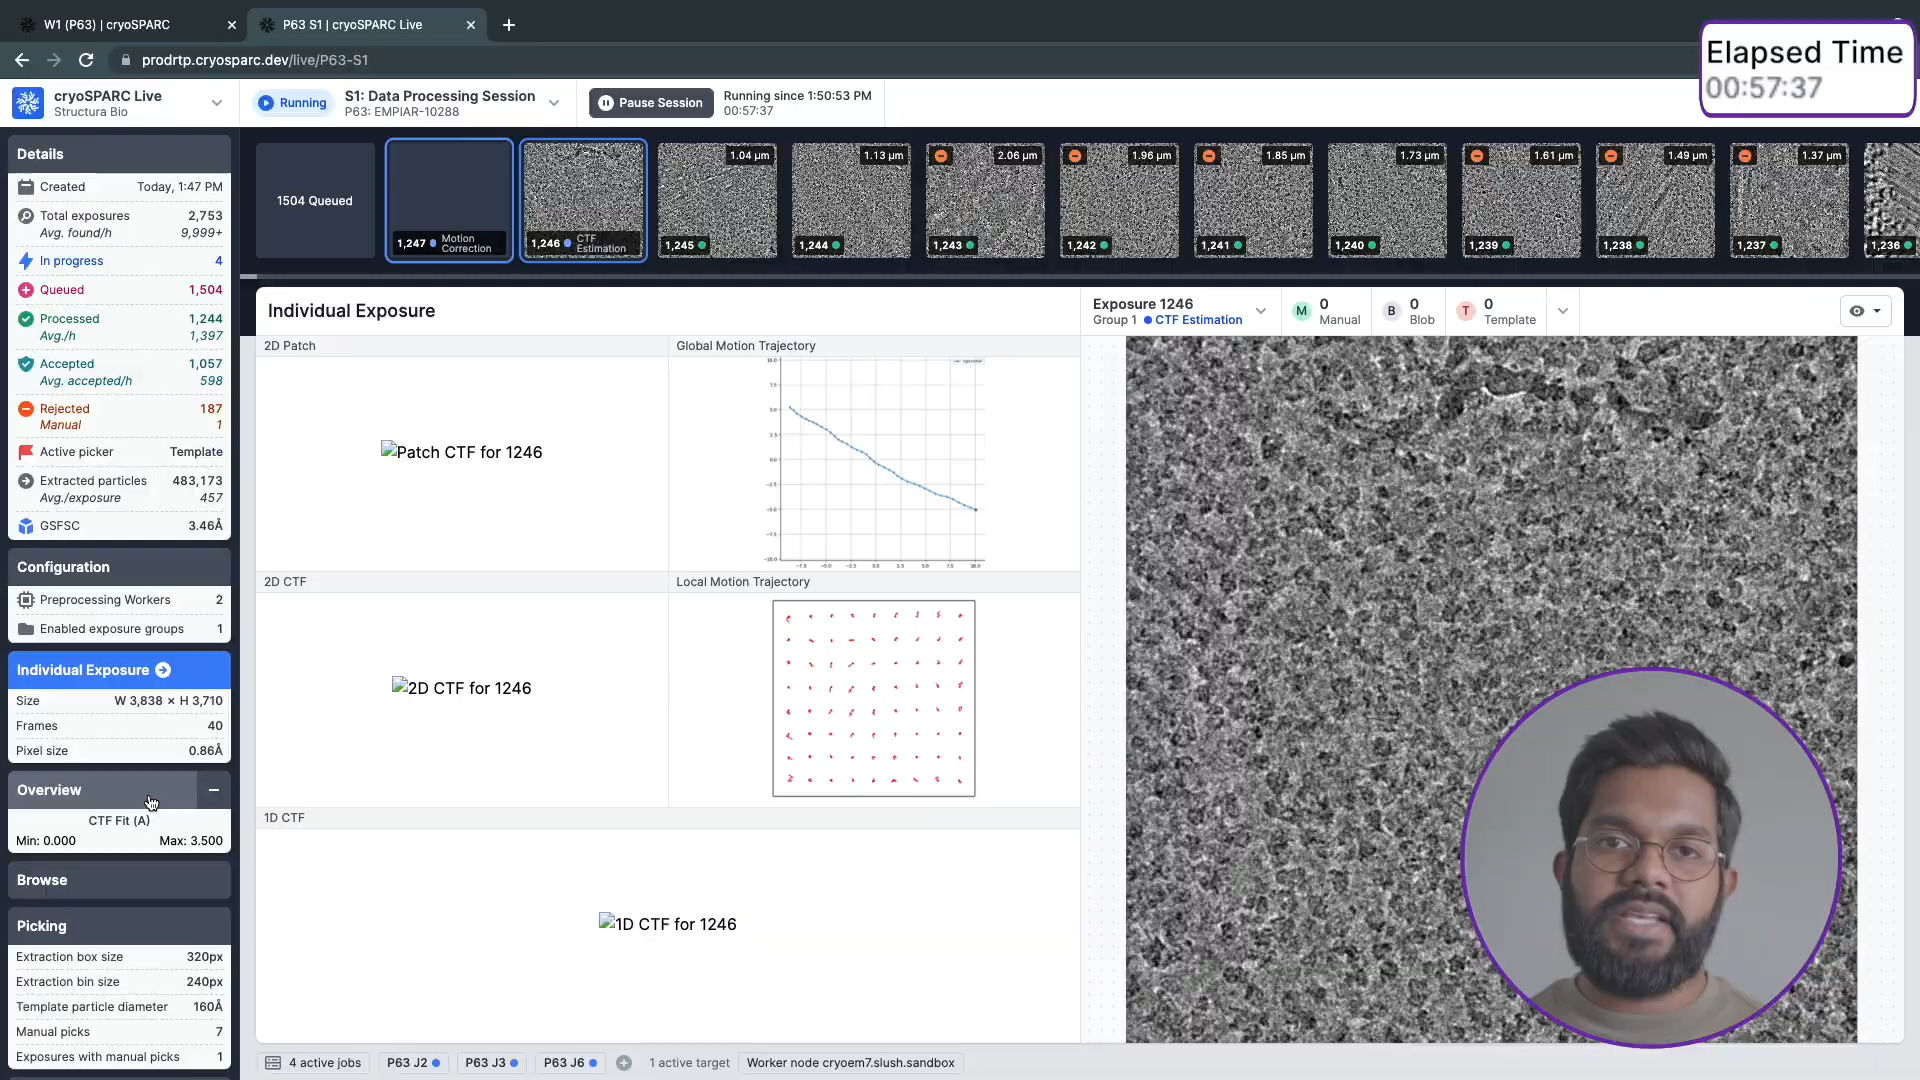 W1 (P63) | cryoSPARC
P63 S1 | cryoSPARC Live
prodrtp.cryosparc.dev/live/P63-S1
Elapsed Time
00:57:37
cryoSPARC Live
Structura Bio
Running
S1: Data Processing Session
P63: EMPIAR-10288
Pause Session
Running since 1:50:53 PM
00:57:37
Details
Created Today, 1:47 PM
Total exposures 2,753
Avg. found/h 9,999+
In progress 4
Queued 1,504
Processed 1,244
Avg./h 1,397
Accepted 1,057
Avg. accepted/h 598
Rejected 187
Manual 1
Active picker Template
Extracted particles 483,173
Avg./exposure 457
GSFSC 3.46Å
Configuration
Preprocessing Workers 2
Enabled exposure groups 1
Individual Exposure
Size W 3,838 × H 3,710
Frames 40
Pixel size 0.86Å
Overview
CTF Fit (A)
Min: 0.000 Max: 3.500
Browse
Picking
Extraction box size 320px
Extraction bin size 240px
Template particle diameter 160Å
Manual picks 7
Exposures with manual picks 1
1504 Queued
1,247 Motion Correction
1,246 CTF Estimation
1.04 µm
1,245
1.13 µm
1,244
2.06 µm
1,243
1.96 µm
1,242
1.85 µm
1,241
1.73 µm
1,240
1.61 µm
1,239
1.49 µm
1,238
1.37 µm
1,237
1,236
Individual Exposure
Exposure 1246
Group 1 CTF Estimation
M 0 Manual
B 0 Blob
T 0 Template
2D Patch
Patch CTF for 1246
Global Motion Trajectory
2D CTF
2D CTF for 1246
Local Motion Trajectory
1D CTF
1D CTF for 1246
4 active jobs
P63 J2
P63 J3
P63 J6
1 active target
Worker node cryoem7.slush.sandbox